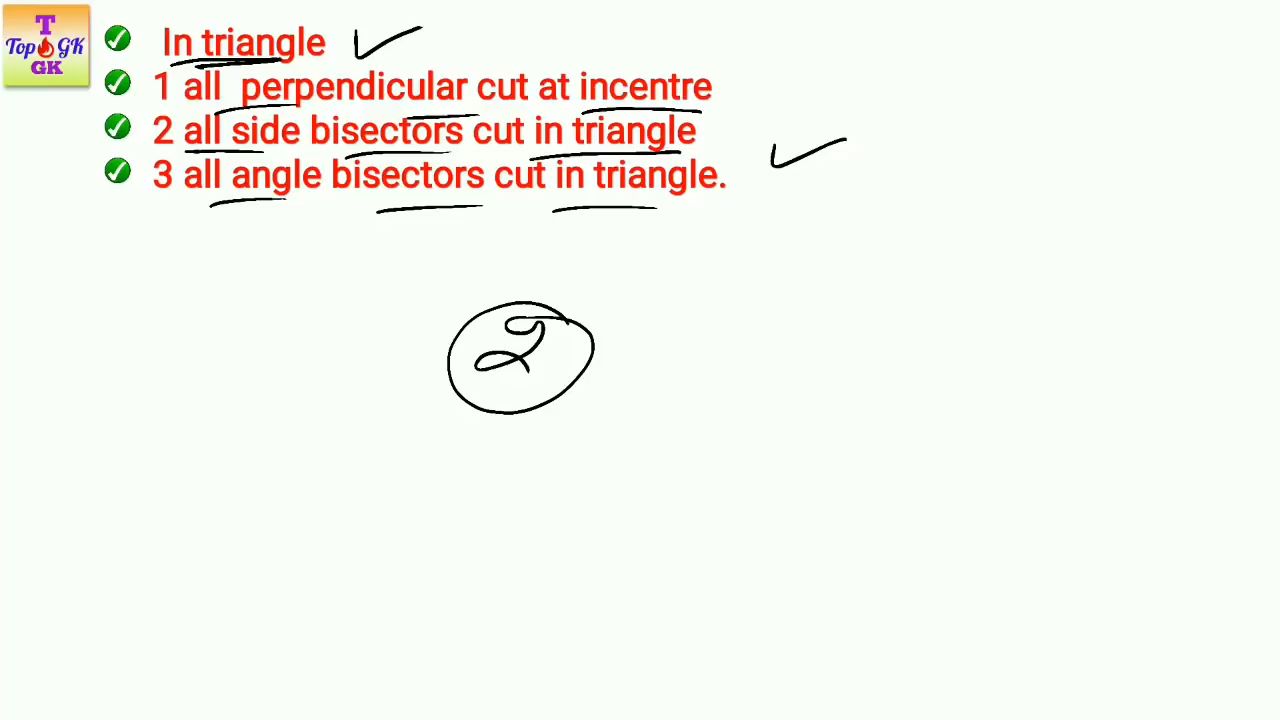 T
Top GK
GK
In triangle
1 all perpendicular cut at incentre
2 all side bisectors cut in triangle
3 all angle bisectors cut in triangle.
2